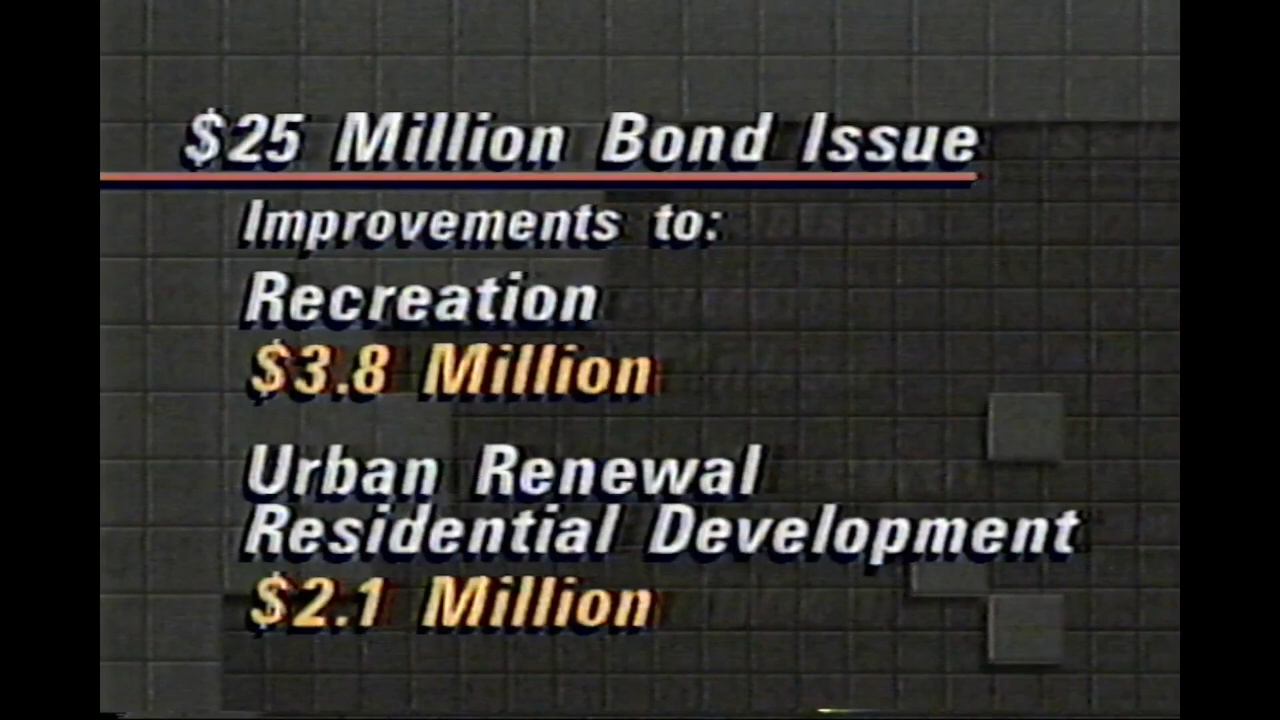 $25 Million Bond Issue
Improvements to:
Recreation
$3.8 Million
Urban Renewal
Residential Development
$2.1 Million